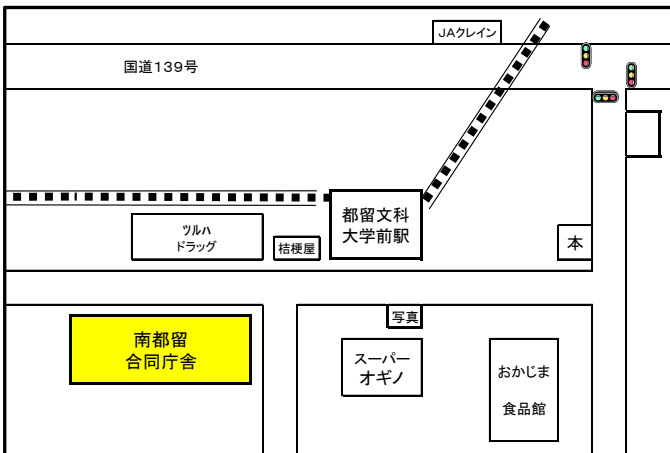 JAクレイン
国道139号
都留文科
大学前駅
ツルハ
ドラッグ
桔梗屋
本
写真
南都留
合同庁舎
スーパー
オギノ
おかじま
食品館